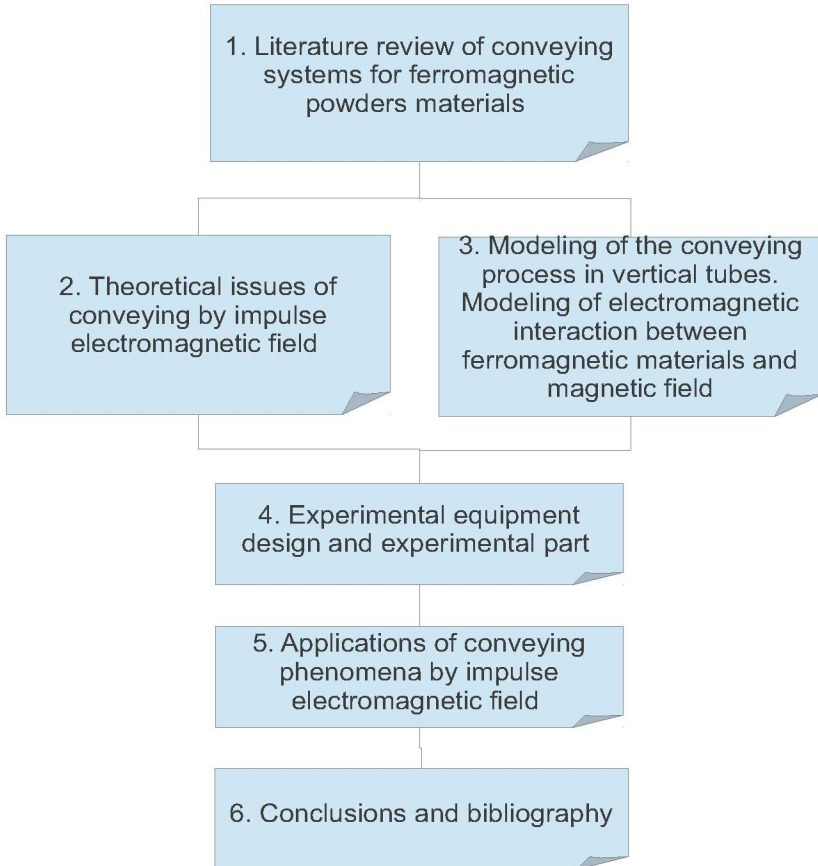 1. Literature review of conveying
systems for ferromagnetic
powders materials
2. Theoretical issues of
conveying by impulse
electromagnetic field
3. Modeling of the conveying
process in vertical tubes.
Modeling of electromagnetic
interaction between
ferromagnetic materials and
magnetic field
4. Experimental equipment
design and experimental part
5. Applications of conveying
phenomena by impulse
electromagnetic field
6. Conclusions and bibliography